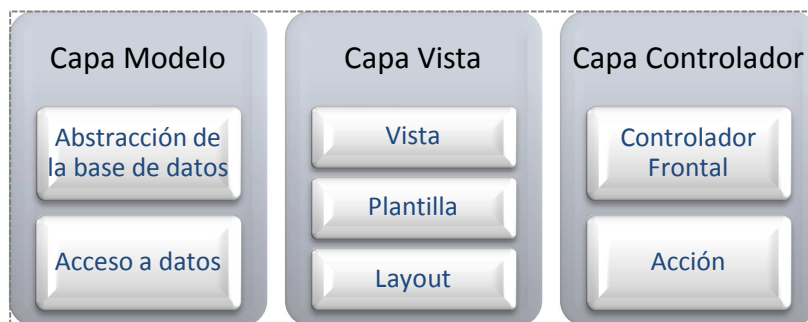 Capa Modelo
Abstracción de
la base de datos
Acceso a datos
Capa Vista
Vista
Plantilla
Layout
Capa Controlador
Controlador
Frontal
Acción